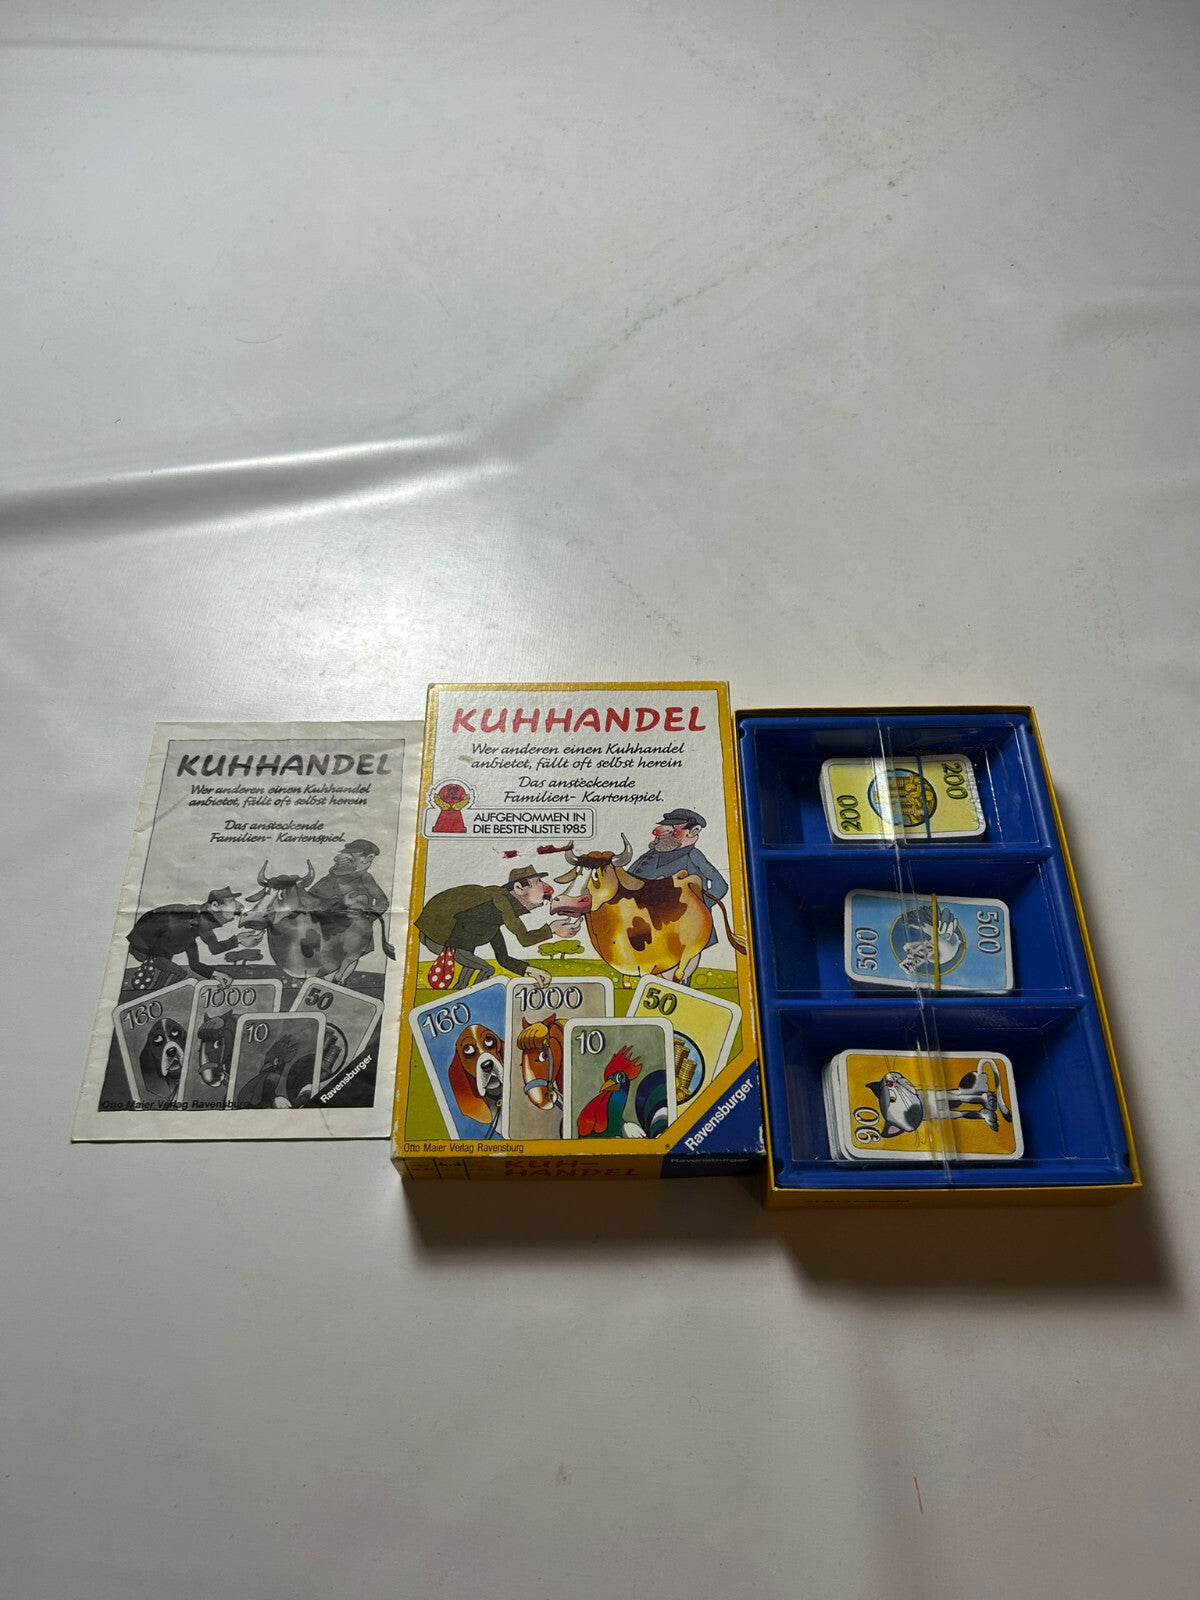 KUHHANDEL
Wer anderen einen Kuhhandel
anbietet, fällt oft selbst herein
Das ansteckende
Familien- Kartenspiel.
160
1000
50
10
Ravensburger
Otto Maier Verlag Ravensburg
KUHHANDEL
Wer anderen einen Kuhhandel
anbietet, fällt oft selbst herein
Das ansteckende
Familien- Kartenspiel.
AUFGENOMMEN IN
DIE BESTENLISTE 1985
160
1000
50
10
Ravensburger
Otto Maier Verlag Ravensburg
KUH-
HANDEL
Ravensburger
200
200
500
500
90